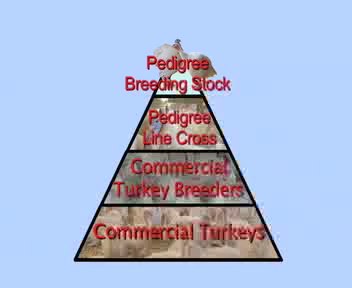 Pedigree
Breeding Stock
Pedigree
Line Cross
Commercial
Turkey Breeders
Commercial Turkeys